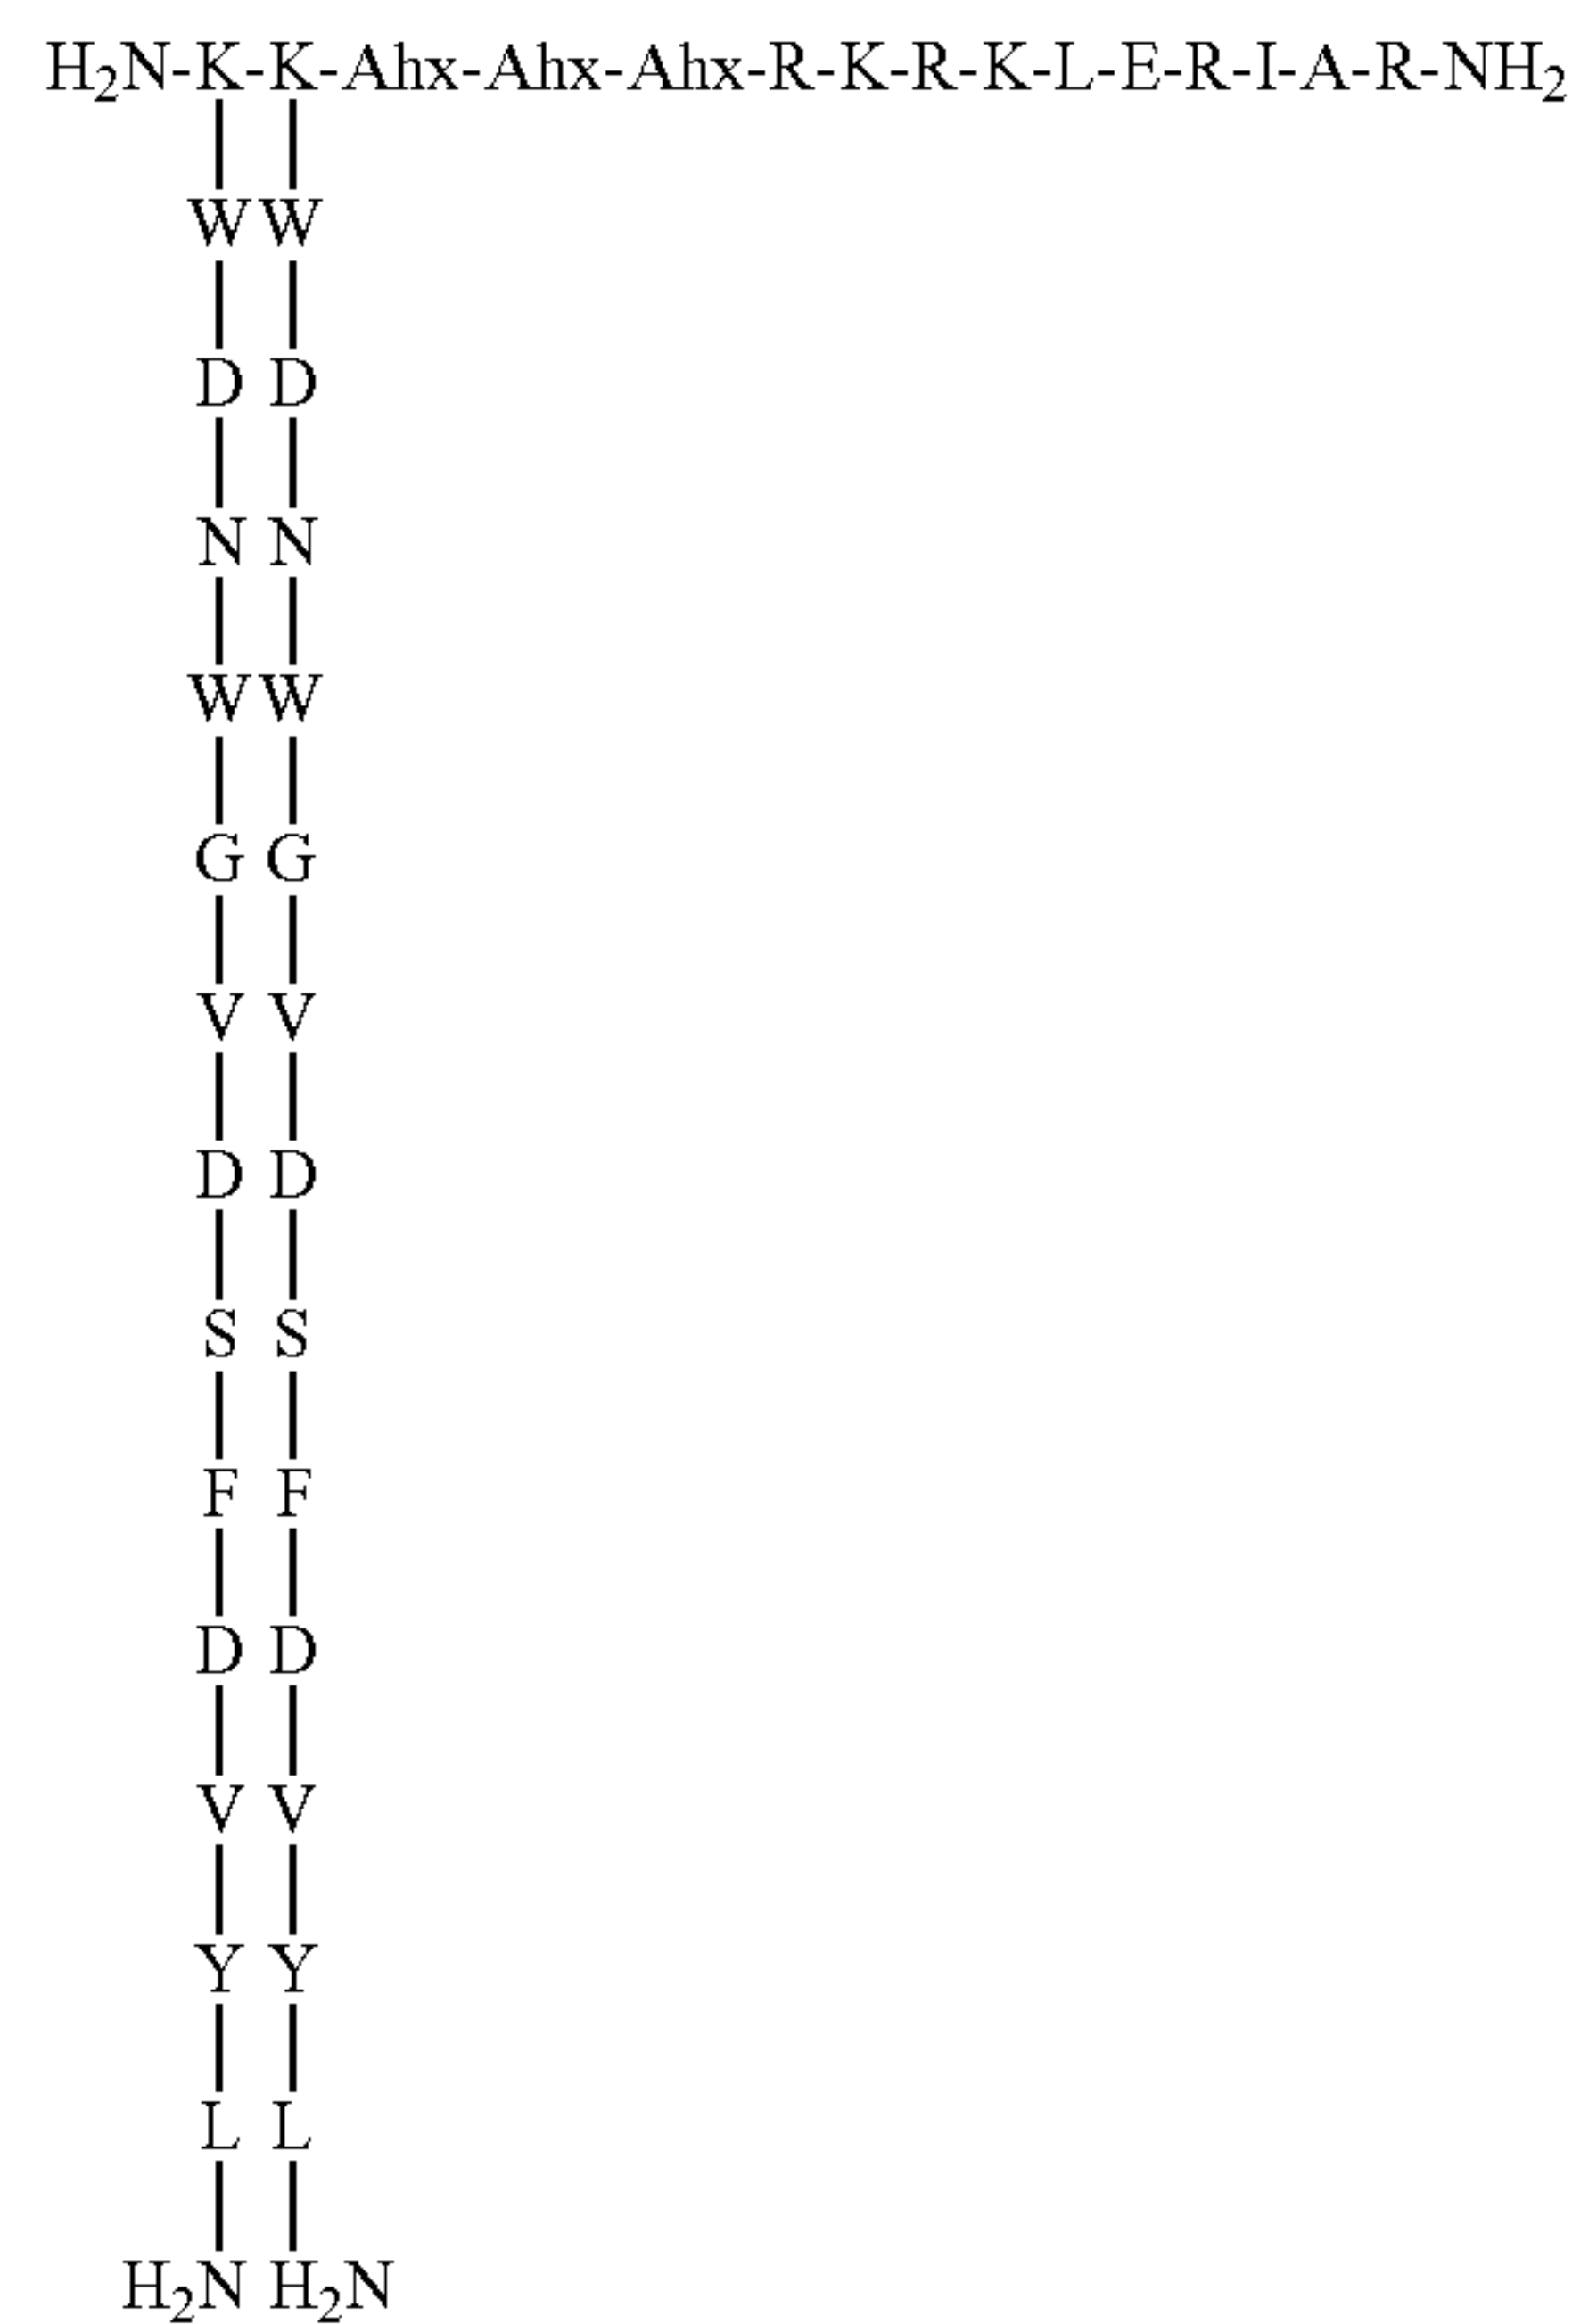 H₂N-K-K-Ahx-Ahx-Ahx-R-K-R-K-L-E-R-I-A-R-NH₂
W W
D D
N N
W W
G G
V V
D D
S S
F F
D D
V V
Y Y
L L
H₂N H₂N